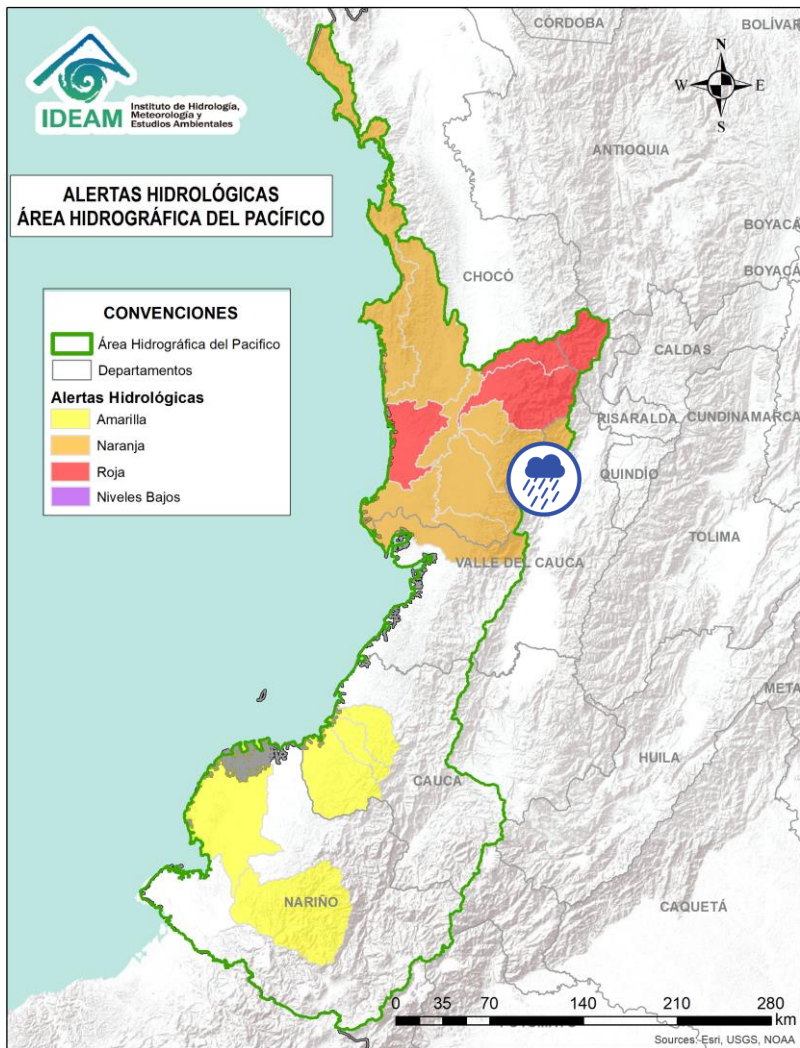 CÓRDOBA
BOLÍVAR
N
W
E
S
IDEAM
Instituto de Hidrología,
Meteorología y
Estudios Ambientales
ANTIOQUIA
ALERTAS HIDROLÓGICAS
ÁREA HIDROGRÁFICA DEL PACÍFICO
BOYACÁ
CHOCÓ
BOYACÁ
CONVENCIONES
Área Hidrográfica del Pacifico
Departamentos
Alertas Hidrológicas
Amarilla
Naranja
Roja
Niveles Bajos
CALDAS
RISARALDA
CUNDINAMARCA
QUINDÍO
TOLIMA
VALLE DEL CAUCA
META
HUILA
CAUCA
NARIÑO
CAQUETÁ
0 35 70 140 210 280
km
Sources: Esri, USGS, NOAA